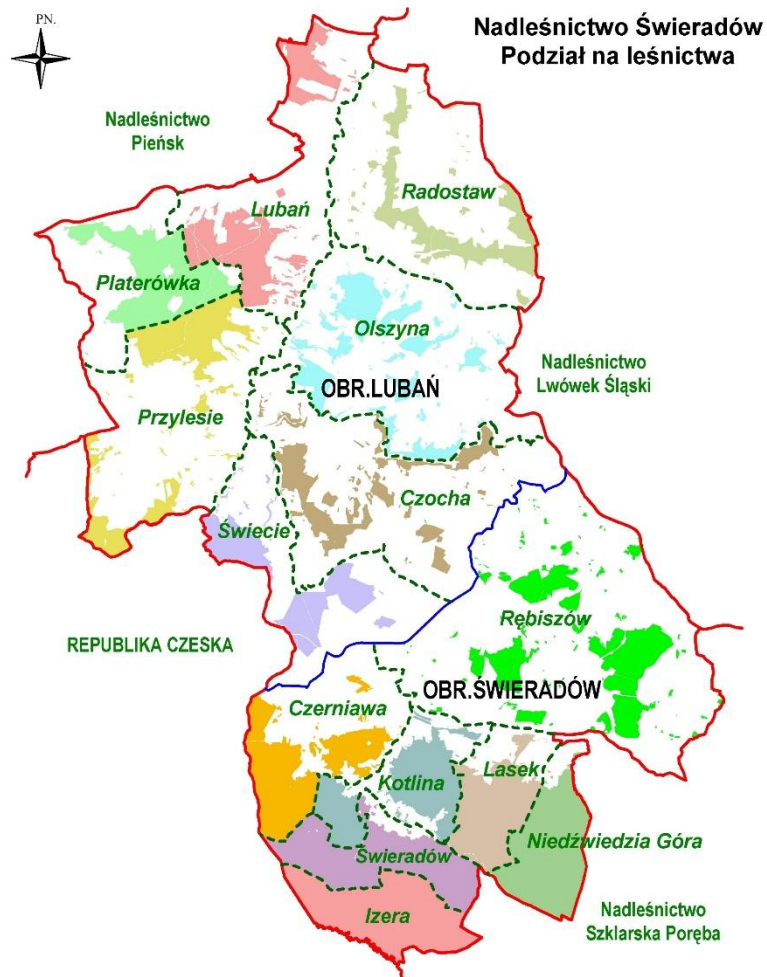 PN.
Nadleśnictwo Świeradów
Podział na leśnictwa
Nadleśnictwo
Pieńsk
Radostaw
Lubań
Platerówka
Olszyna
Nadleśnictwo
Lwówek Śląski
OBR.LUBAŃ
Przylesie
Czocha
Świecie
Rębiszów
REPUBLIKA CZESKA
OBR.ŚWIERADÓW
Czerniawa
Lasek
Kotlina
Niedźwiedzia Góra
Świeradów
Izera
Nadleśnictwo
Szklarska Poręba